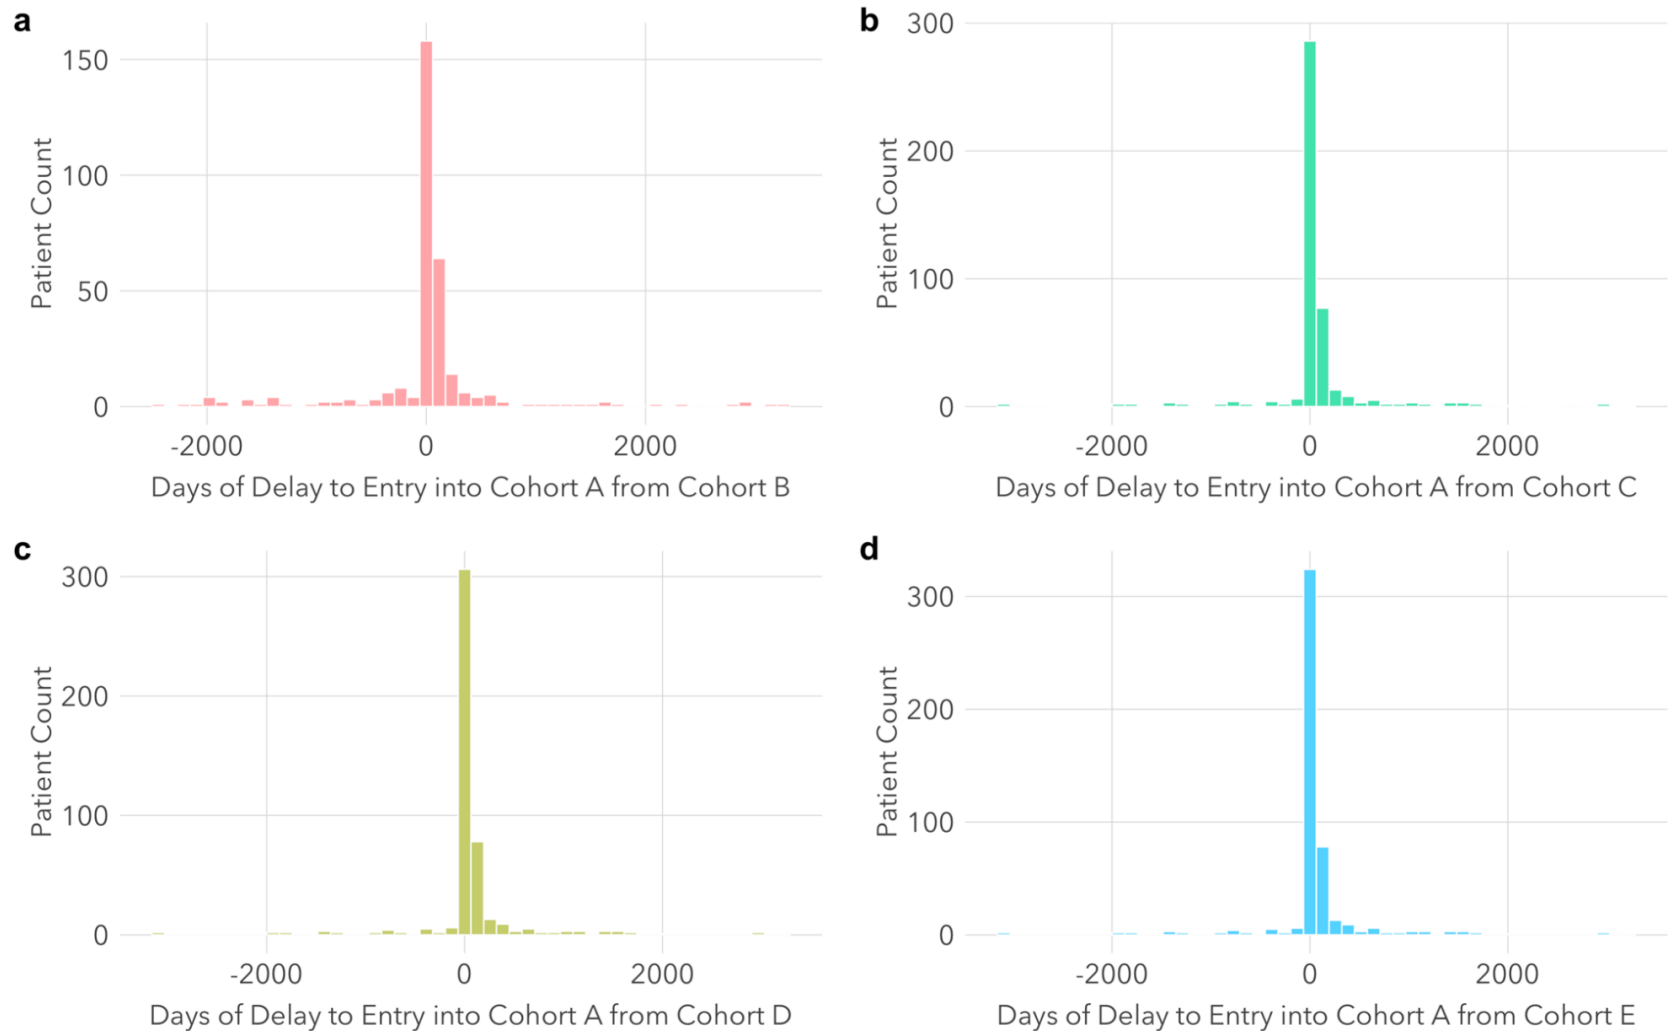 a
150
100
50
0
Patient Count
-2000 0 2000
Days of Delay to Entry into Cohort A from Cohort B
b
300
200
100
0
Patient Count
-2000 0 2000
Days of Delay to Entry into Cohort A from Cohort C
c
300
200
100
0
Patient Count
-2000 0 2000
Days of Delay to Entry into Cohort A from Cohort D
d
300
200
100
0
Patient Count
-2000 0 2000
Days of Delay to Entry into Cohort A from Cohort E